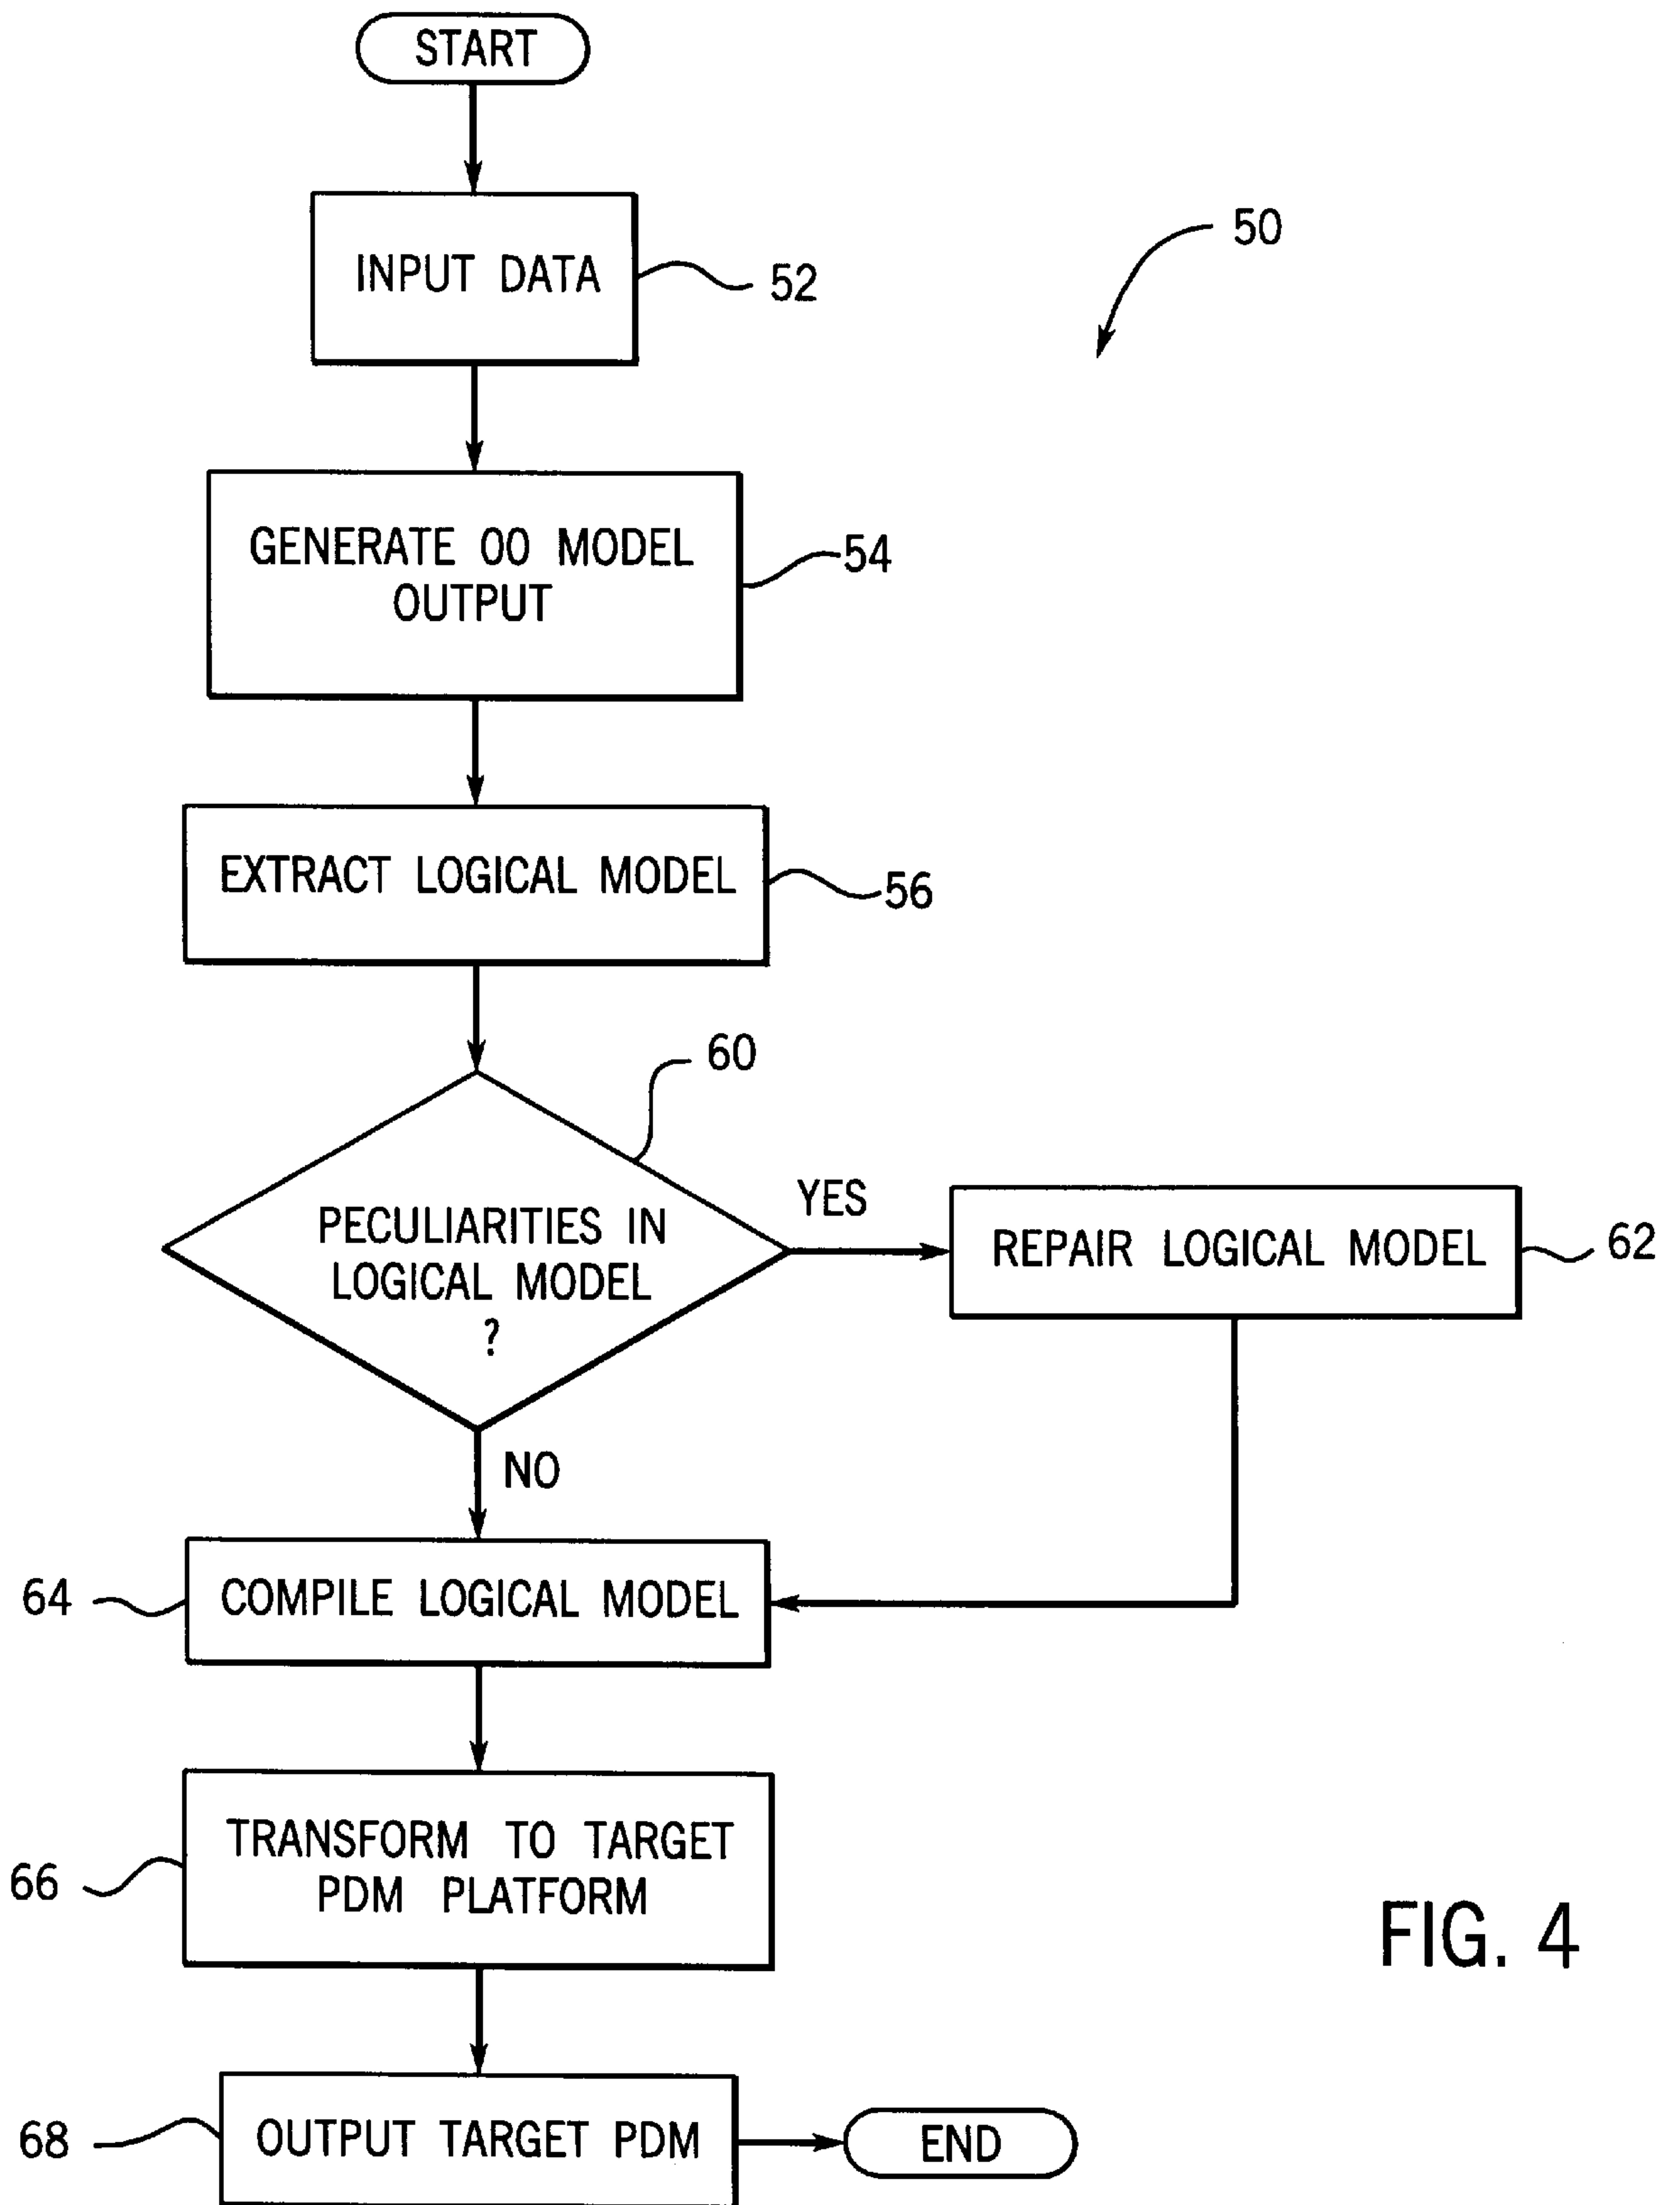 START
INPUT DATA
52
50
GENERATE OO MODEL
OUTPUT
54
EXTRACT LOGICAL MODEL
56
60
PECULIARITIES IN
LOGICAL MODEL
?
YES
REPAIR LOGICAL MODEL
62
NO
64
COMPILE LOGICAL MODEL
66
TRANSFORM TO TARGET
PDM PLATFORM
FIG. 4
68
OUTPUT TARGET PDM
END